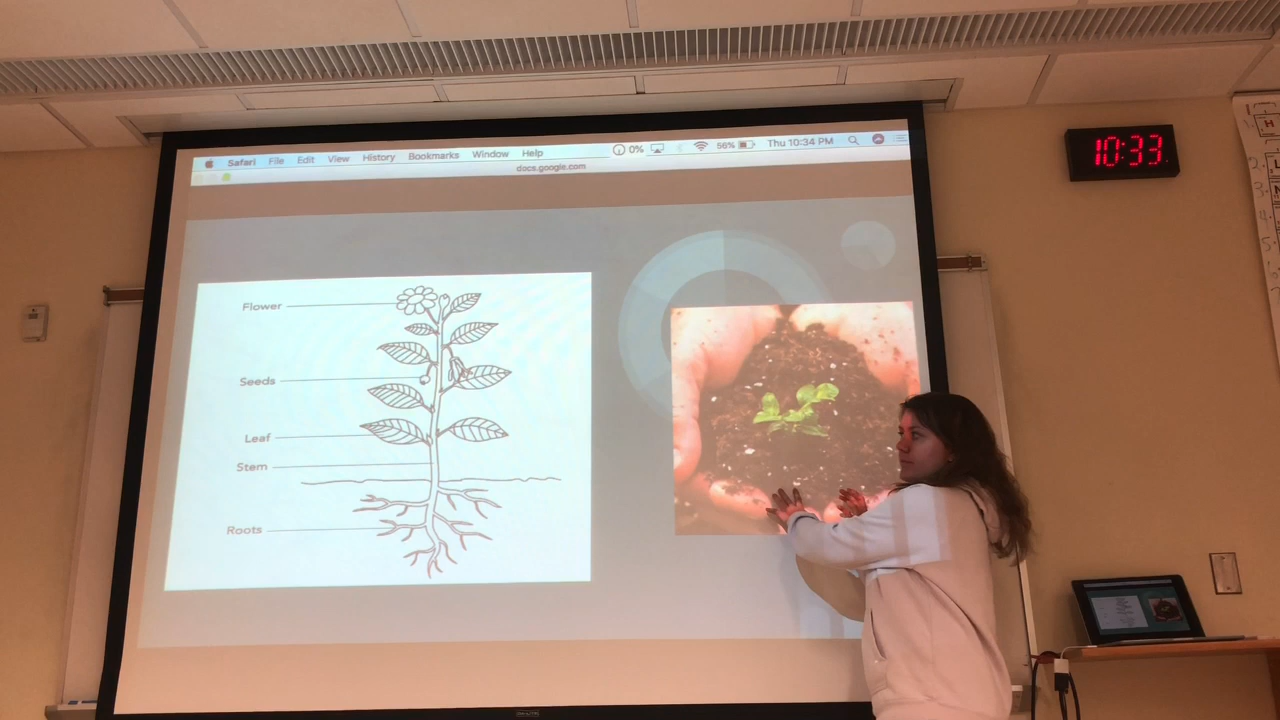 Safari File Edit View History Bookmarks Window Help 0% 56% Thu 10:34 PM
docs.google.com
10:33
Flower
Seeds
Leaf
Stem
Roots